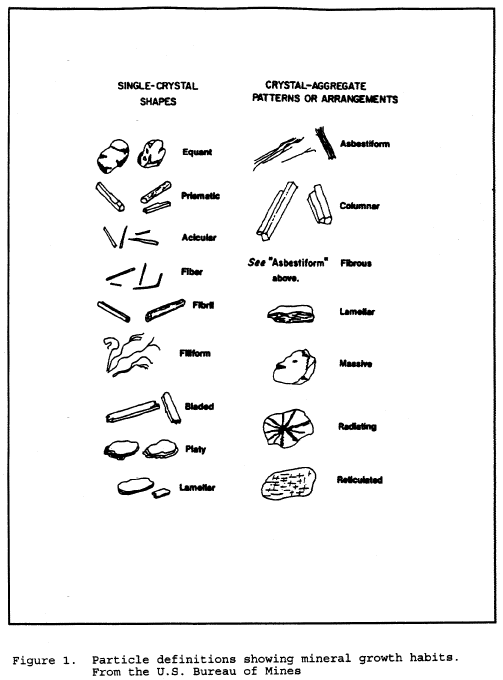 SINGLE-CRYSTAL
SHAPES
Equant
Prismatic
Acicular
Fiber
Fibril
Filiform
Bladed
Platy
Lamellar
CRYSTAL-AGGREGATE
PATTERNS OR ARRANGEMENTS
Asbestiform
Columnar
See "Asbestiform" Fibrous
above.
Lamellar
Massive
Radiating
Reticulated
Figure 1. Particle definitions showing mineral growth habits.
From the U.S. Bureau of Mines